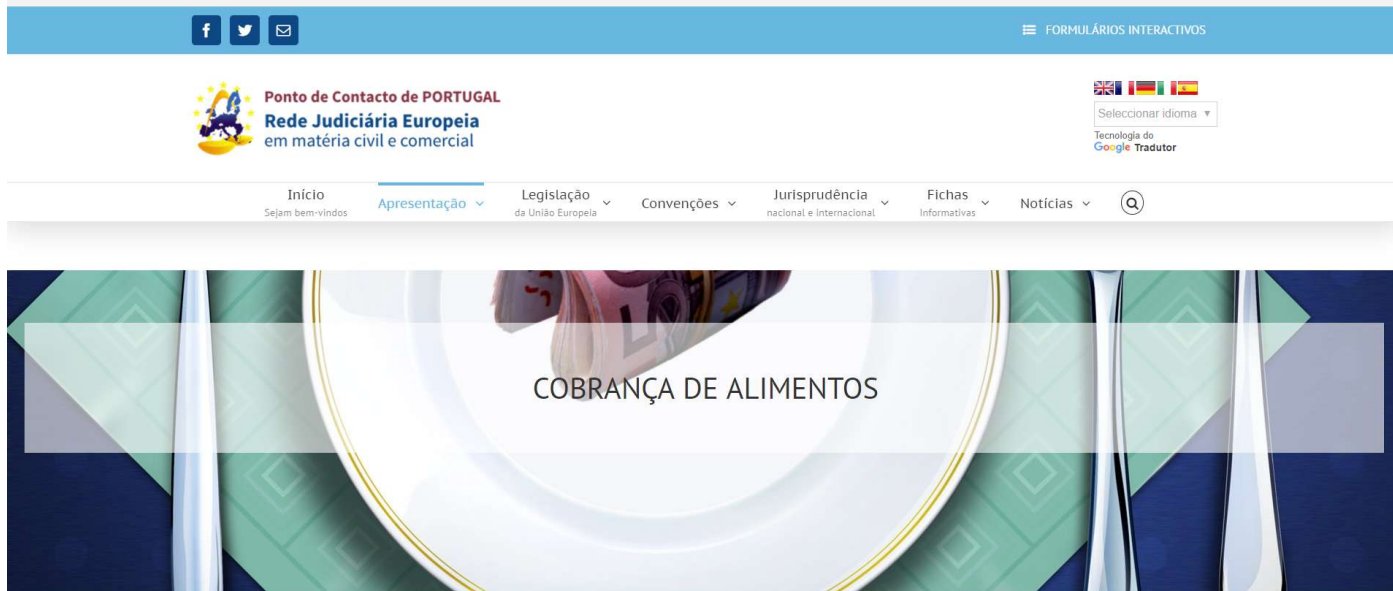 FORMULÁRIOS INTERACTIVOS
Ponto de Contacto de PORTUGAL
Rede Judiciária Europeia
em matéria civil e comercial
Seleccionar idioma ▼
Tecnologia do
Google Tradutor
Início
Sejam bem-vindos
Apresentação
Legislação
da União Europeia
Convenções
Jurisprudência
nacional e internacional
Fichas
Informativas
Notícias
COBRANÇA DE ALIMENTOS